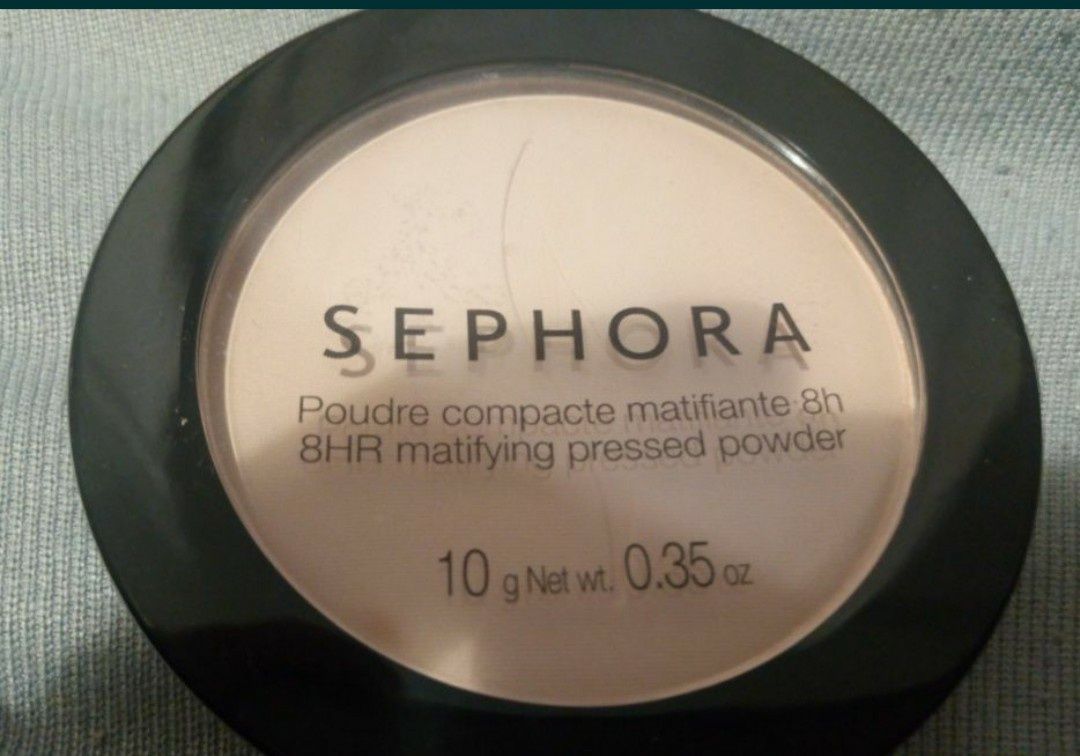 SEPHORA
Poudre compacte matifiante 8h
8HR matifying pressed powder
10 g Net wt. 0.35 oz